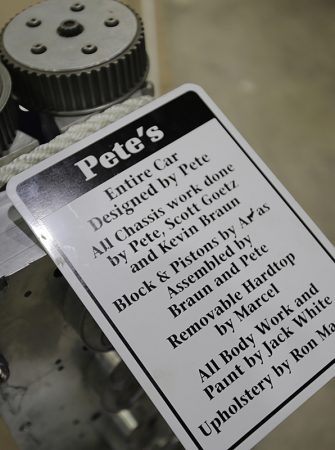 Pete's
Entire Car
Designed by Pete
All Chassis work done
by Pete, Scott Goetz
and Kevin Braun
Block & Pistons by
Assembled by
Braun and Pete
Removable Hardtop
by Marcel
All Body Work and
Paint by Jack White
Upholstery by Ron